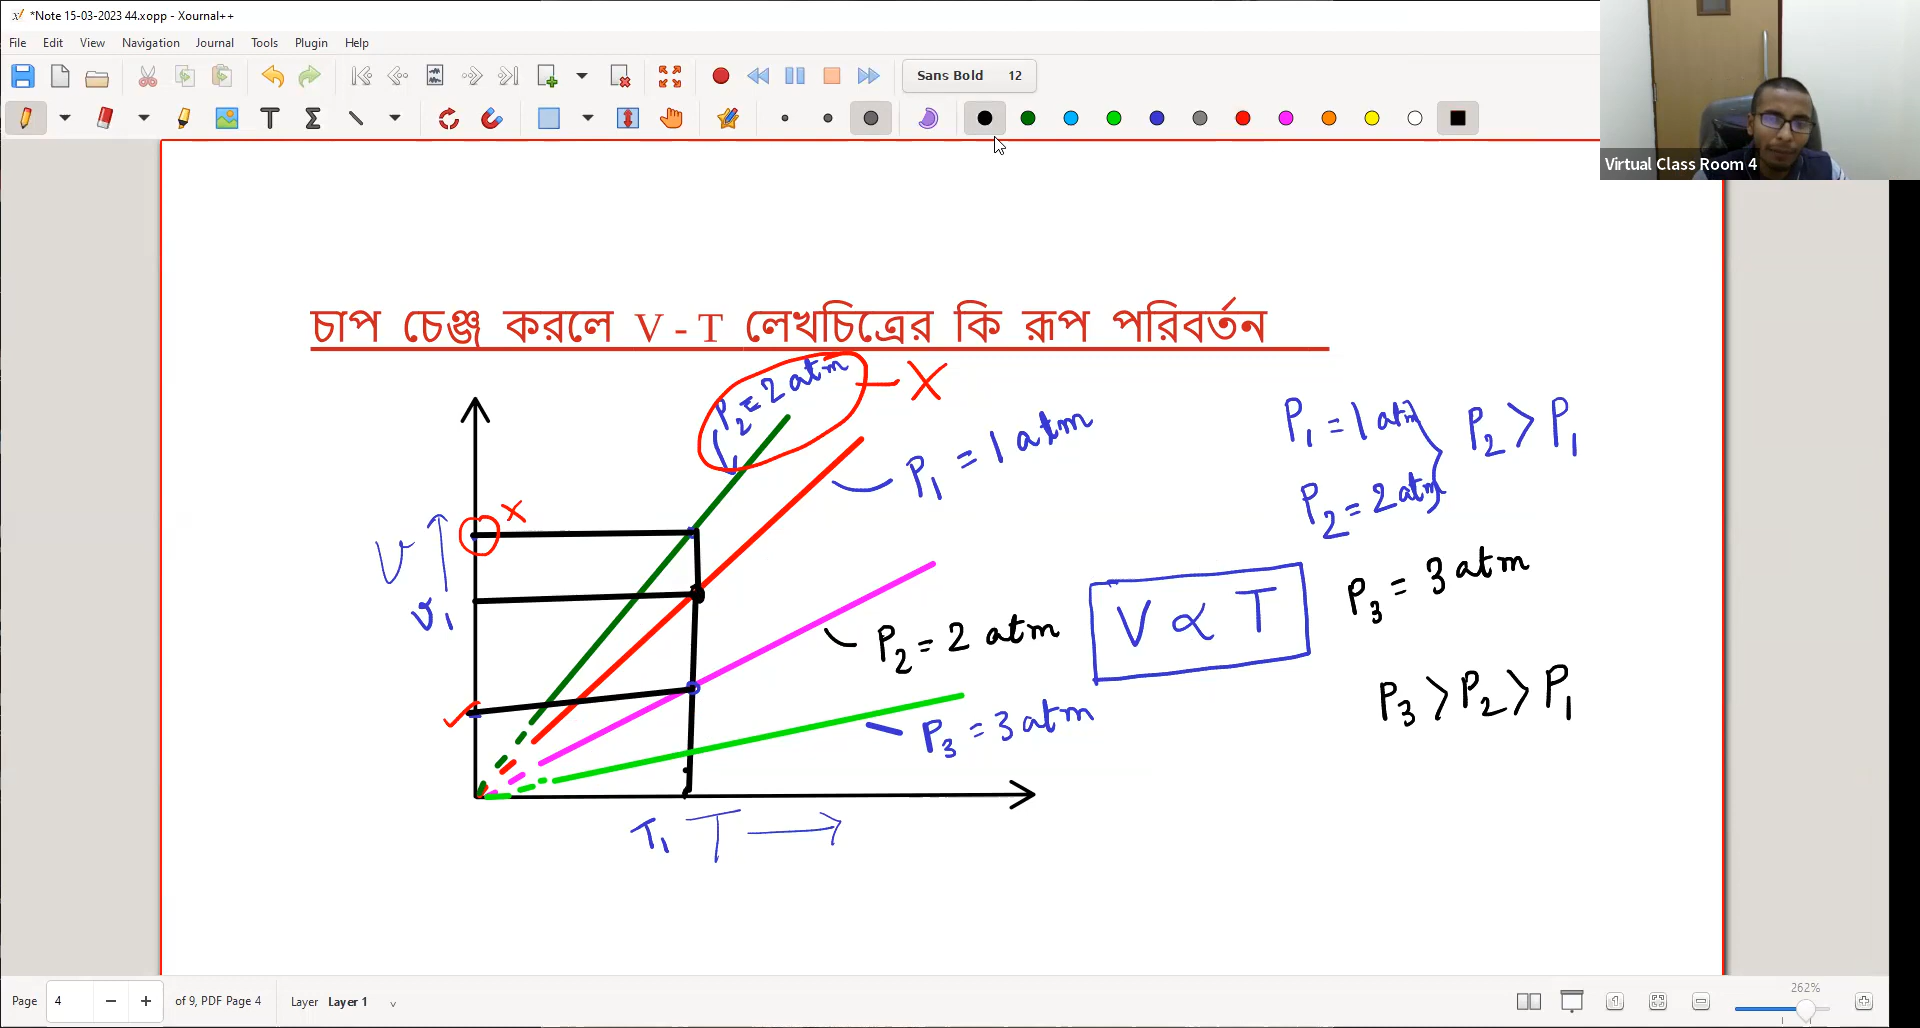 *Note 15-03-2023 44.xopp - Xournal++
File Edit View Navigation Journal Tools Plugin Help
Sans Bold 12
Virtual Class Room 4
চাপ চেঞ্জ করলে V - T লেখচিত্রের কি রূপ পরিবর্তন
P₂ = 2 atm X
P₁ = 1 atm
P₁ = 1 atm
P₂ > P₁
P₂ = 2 atm
x
V
V₁
P₂ = 2 atm
V ∝ T
P₃ = 3 atm
P₃ = 3 atm
P₃ > P₂ > P₁
T₁ T
Page 4 of 9, PDF Page 4 Layer Layer 1
262%